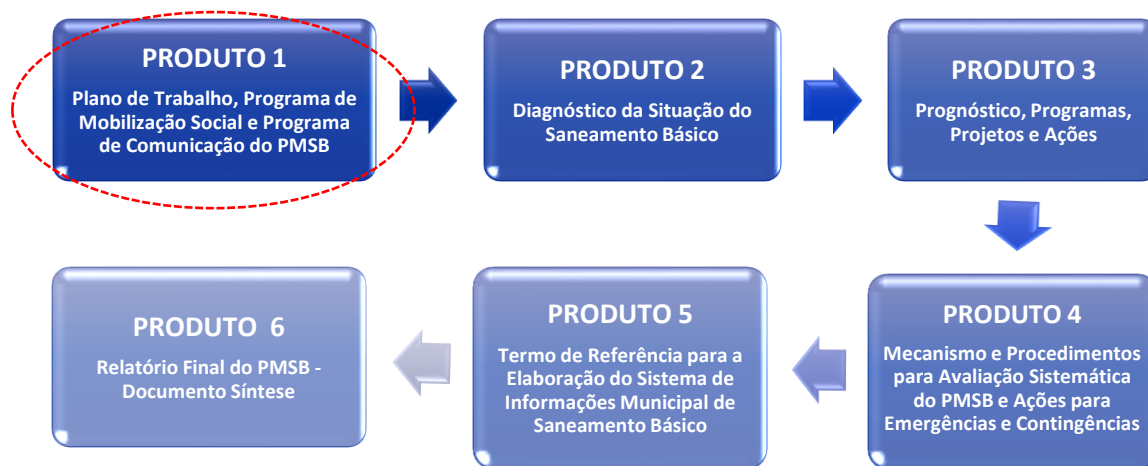 PRODUTO 1
Plano de Trabalho, Programa de
Mobilização Social e Programa
de Comunicação do PMSB
PRODUTO 2
Diagnóstico da Situação do
Saneamento Básico
PRODUTO 3
Prognóstico, Programas,
Projetos e Ações
PRODUTO 4
Mecanismo e Procedimentos
para Avaliação Sistemática
do PMSB e Ações para
Emergências e Contingências
PRODUTO 5
Termo de Referência para a
Elaboração do Sistema de
Informações Municipal de
Saneamento Básico
PRODUTO 6
Relatório Final do PMSB -
Documento Síntese